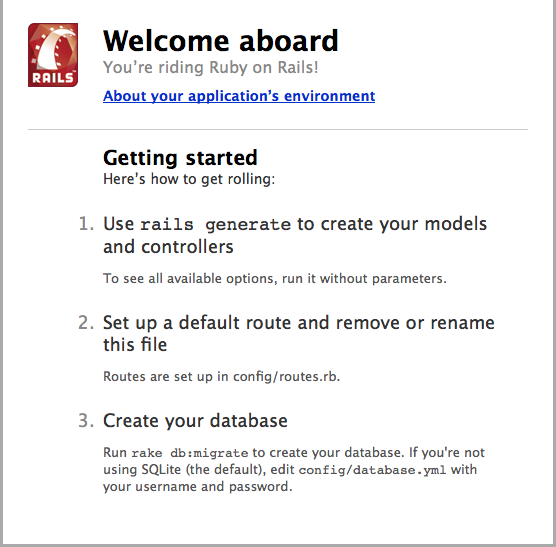 RAILS
Welcome aboard
You’re riding Ruby on Rails!
About your application’s environment
Getting started
Here’s how to get rolling:
1. Use rails generate to create your models
and controllers
To see all available options, run it without parameters.
2. Set up a default route and remove or rename
this file
Routes are set up in config/routes.rb.
3. Create your database
Run rake db:migrate to create your database. If you're not
using SQLite (the default), edit config/database.yml with
your username and password.